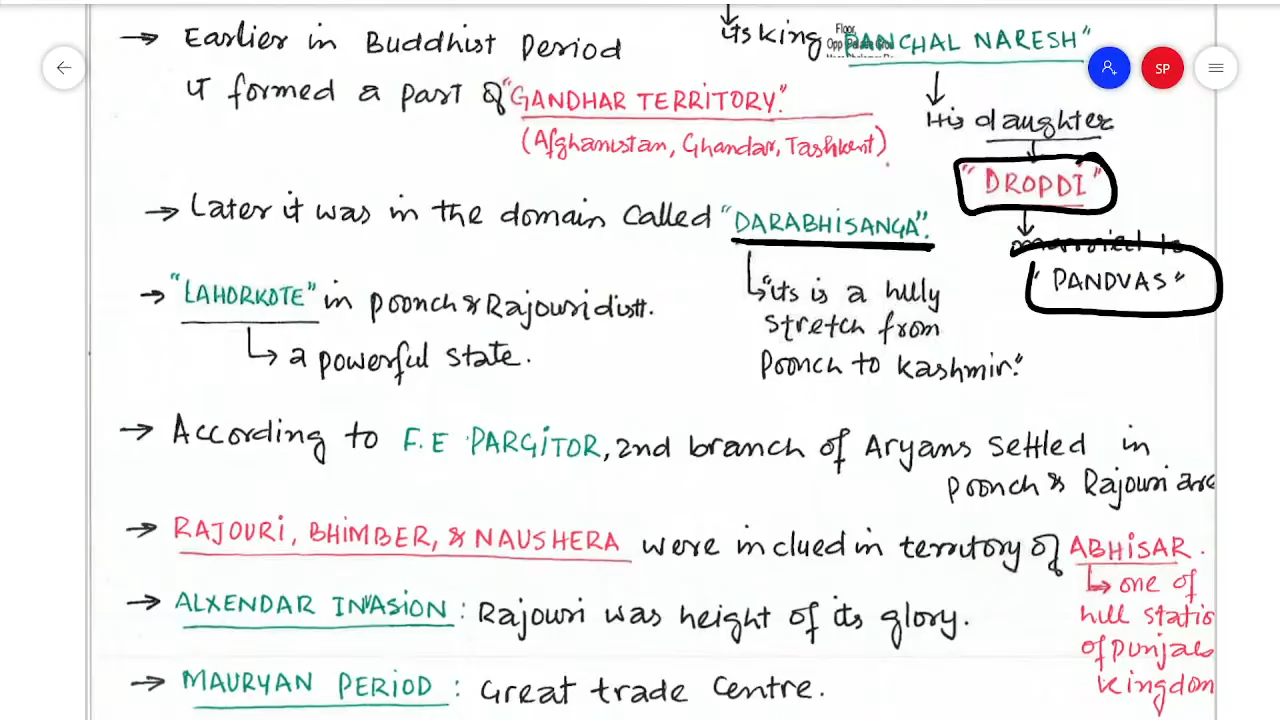 its king PANCHAL NARESH"
→ Earlier in Buddhist Period
it formed a part of "GANDHAR TERRITORY."
(Afghanistan, Ghandar, Tashkent)
His daughter
"DROPDI"
married to
"PANDVAS"
→ Later it was in the domain called "DARABHISANGA".
"its is a hilly
stretch from
Poonch to Kashmir."
→ "LAHORKOTE" in Poonch & Rajouri distt.
↳ a powerful state.
→ According to F.E PARGITOR, 2nd branch of Aryans settled in
Poonch & Rajouri are
→ RAJOURI, BHIMBER, & NAUSHERA were inclued in territory of ABHISAR.
↳ one of
hill statio
of Punjab
Kingdom
→ ALXENDAR INVASION : Rajouri was height of its glory.
→ MAURYAN PERIOD : Great trade Centre.
SP
Floor